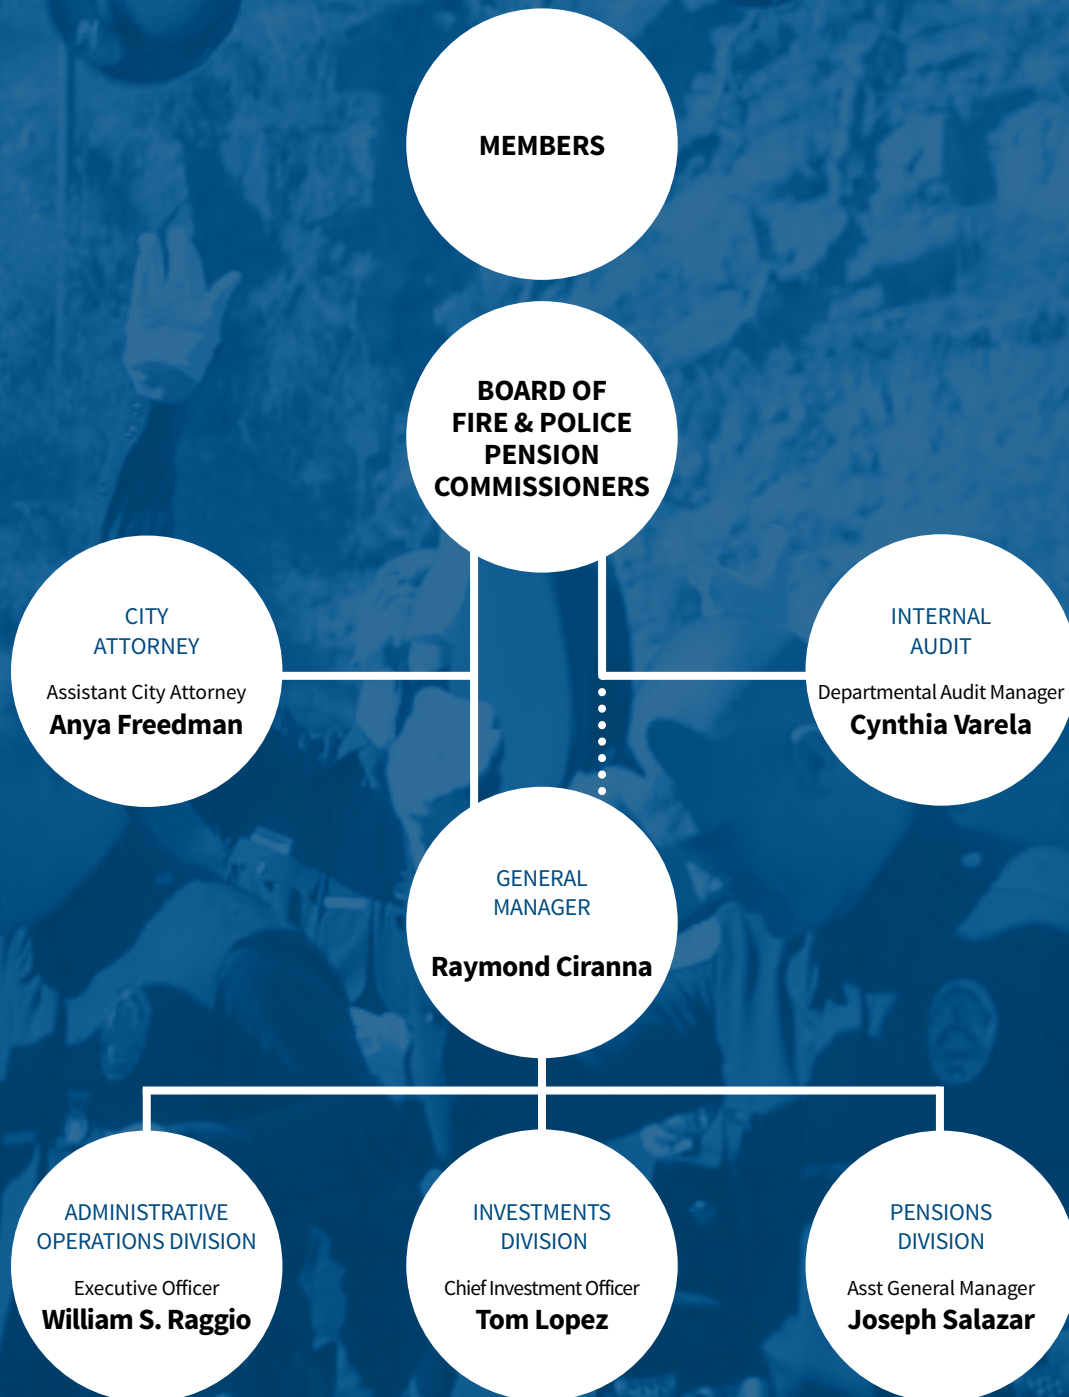 MEMBERS
BOARD OF
FIRE & POLICE
PENSION
COMMISSIONERS
CITY
ATTORNEY
Assistant City Attorney
Anya Freedman
INTERNAL
AUDIT
Departmental Audit Manager
Cynthia Varela
GENERAL
MANAGER
Raymond Ciranna
ADMINISTRATIVE
OPERATIONS DIVISION
Executive Officer
William S. Raggio
INVESTMENTS
DIVISION
Chief Investment Officer
Tom Lopez
PENSIONS
DIVISION
Asst General Manager
Joseph Salazar